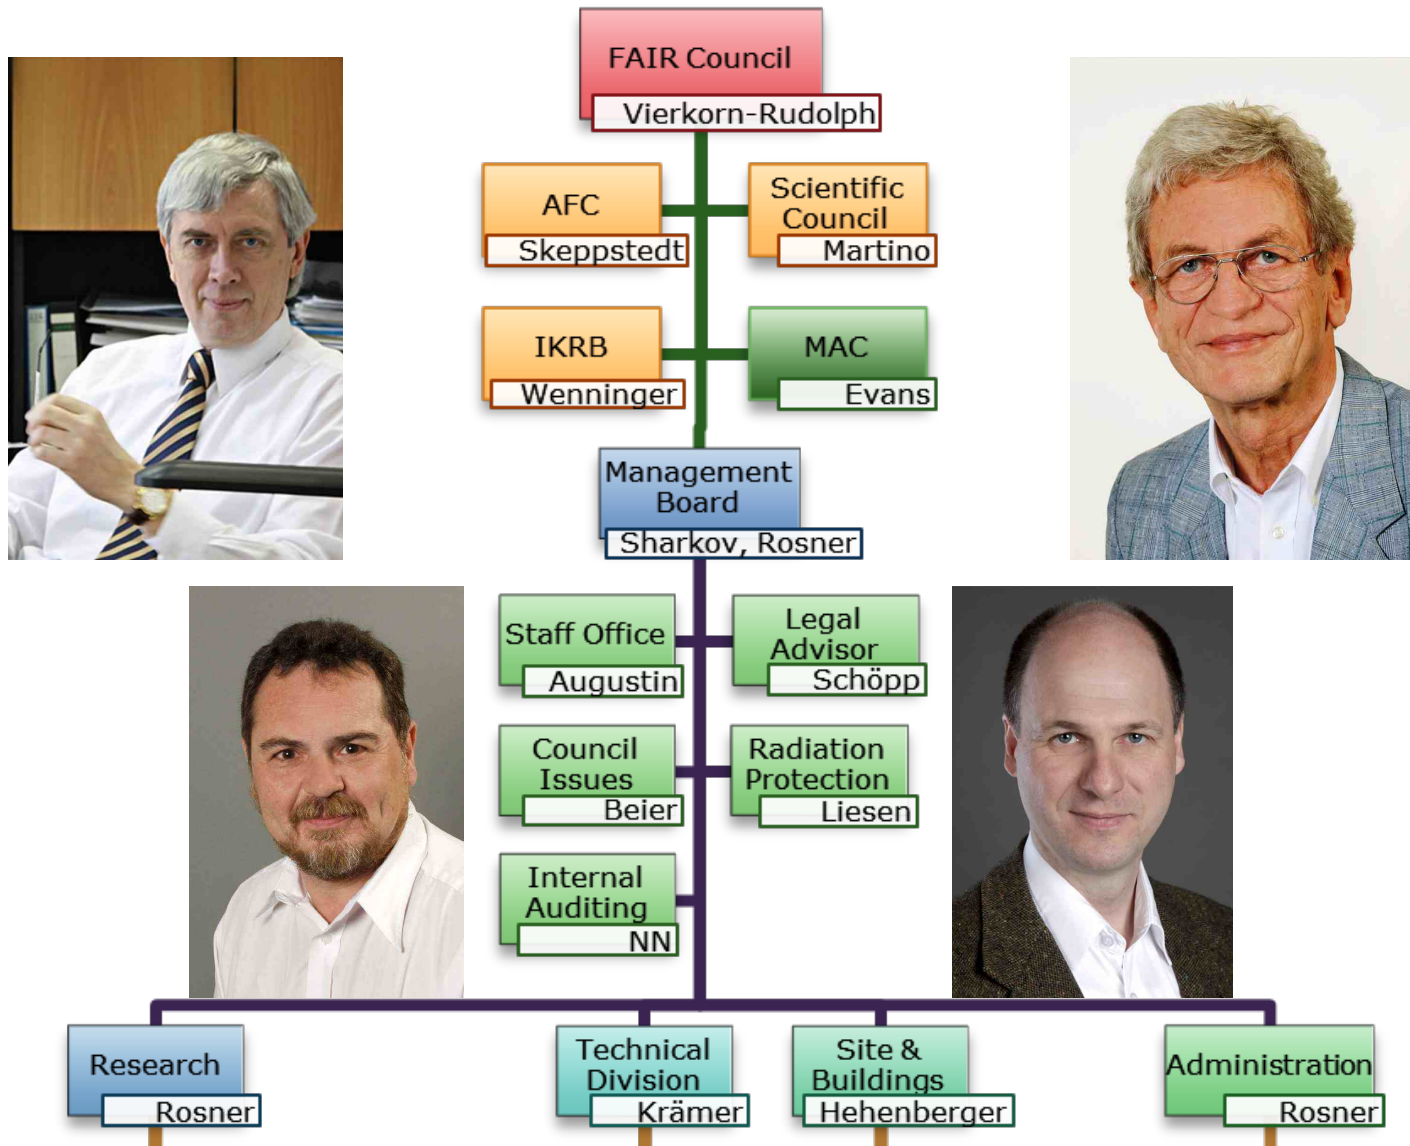 FAIR Council
Vierkorn-Rudolph
AFC
Skeppstedt
Scientific
Council
Martino
IKRB
Wenninger
MAC
Evans
Management
Board
Sharkov, Rosner
Staff Office
Augustin
Legal
Advisor
Schöpp
Council
Issues
Beier
Radiation
Protection
Liesen
Internal
Auditing
NN
Research
Rosner
Technical
Division
Krämer
Site &
Buildings
Hehenberger
Administration
Rosner